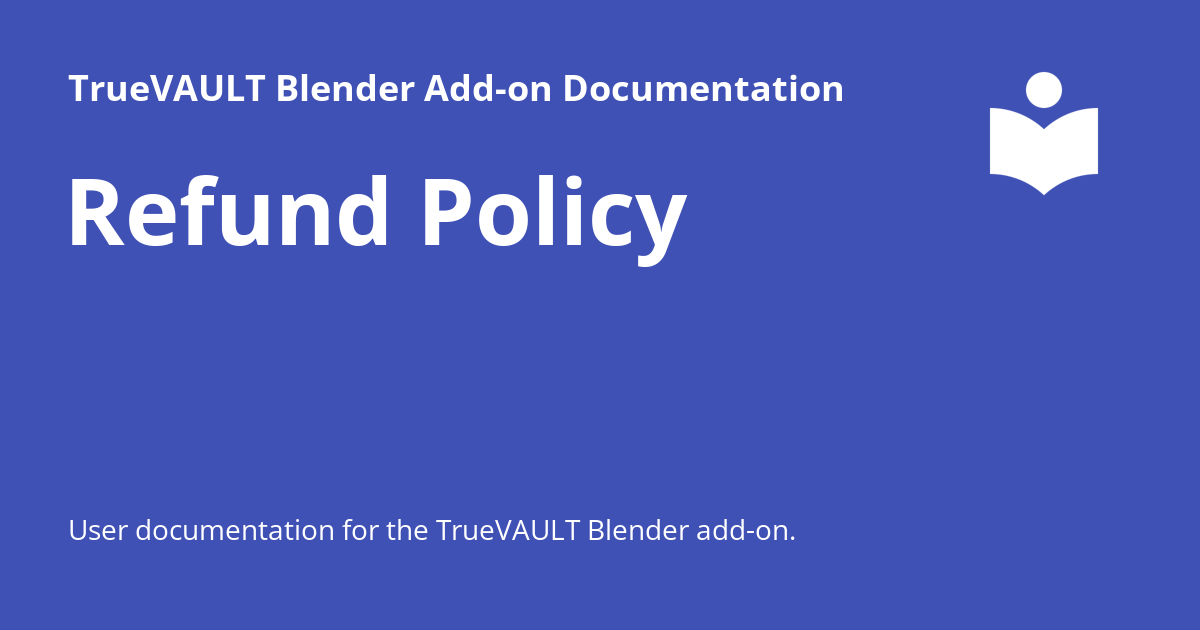 TrueVAULT Blender Add-on Documentation
Refund Policy
User documentation for the TrueVAULT Blender add-on.